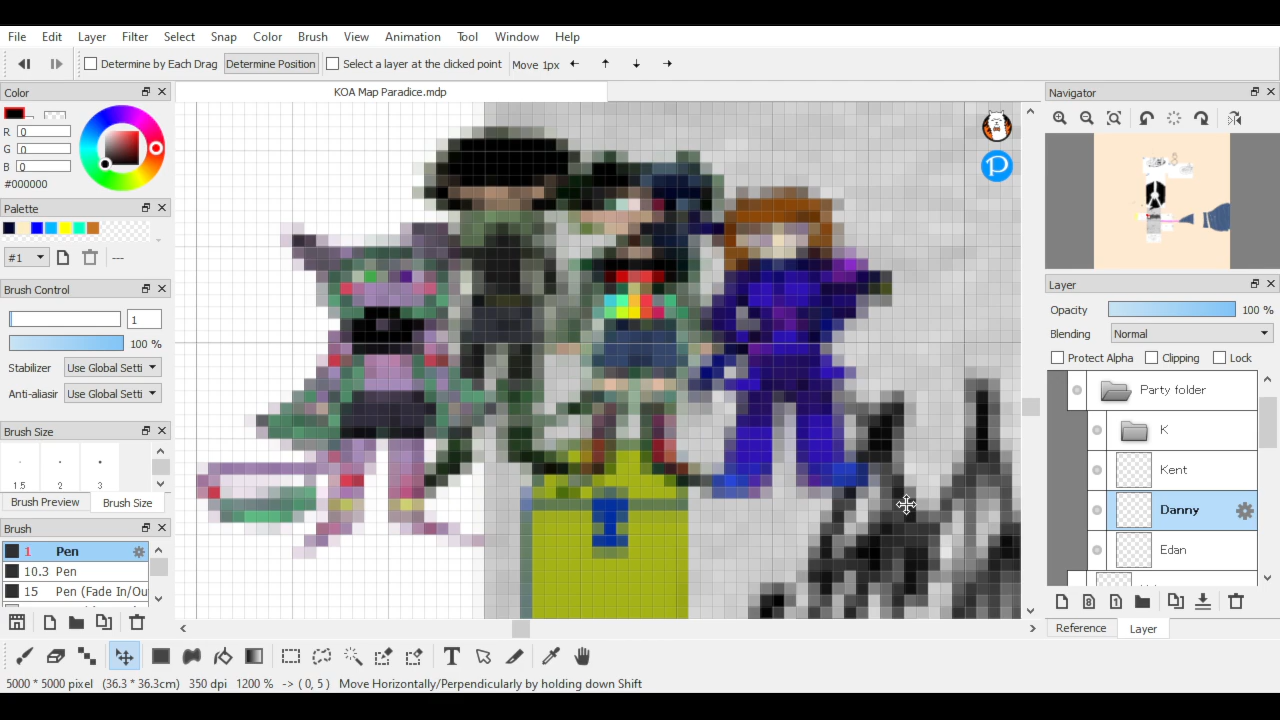 File Edit Layer Filter Select Snap Color Brush View Animation Tool Window Help
Determine by Each Drag Determine Position Select a layer at the clicked point Move 1px
Color
KOA Map Paradice.mdp
Navigator
R 0
G 0
B 0
#000000
Palette
#1
---
Brush Control
1
100 %
Stabilizer Use Global Setti
Anti-aliasir Use Global Setti
Brush Size
1.5 2 3
Brush Preview Brush Size
Brush
1 Pen
10.3 Pen
15 Pen (Fade In/Ou
Layer
Opacity 100 %
Blending Normal
Protect Alpha Clipping Lock
Party folder
K
Kent
Danny
Edan
8 1
Reference Layer
T
5000 * 5000 pixel (36.3 * 36.3cm) 350 dpi 1200 % -> ( 0, 5 ) Move Horizontally/Perpendicularly by holding down Shift